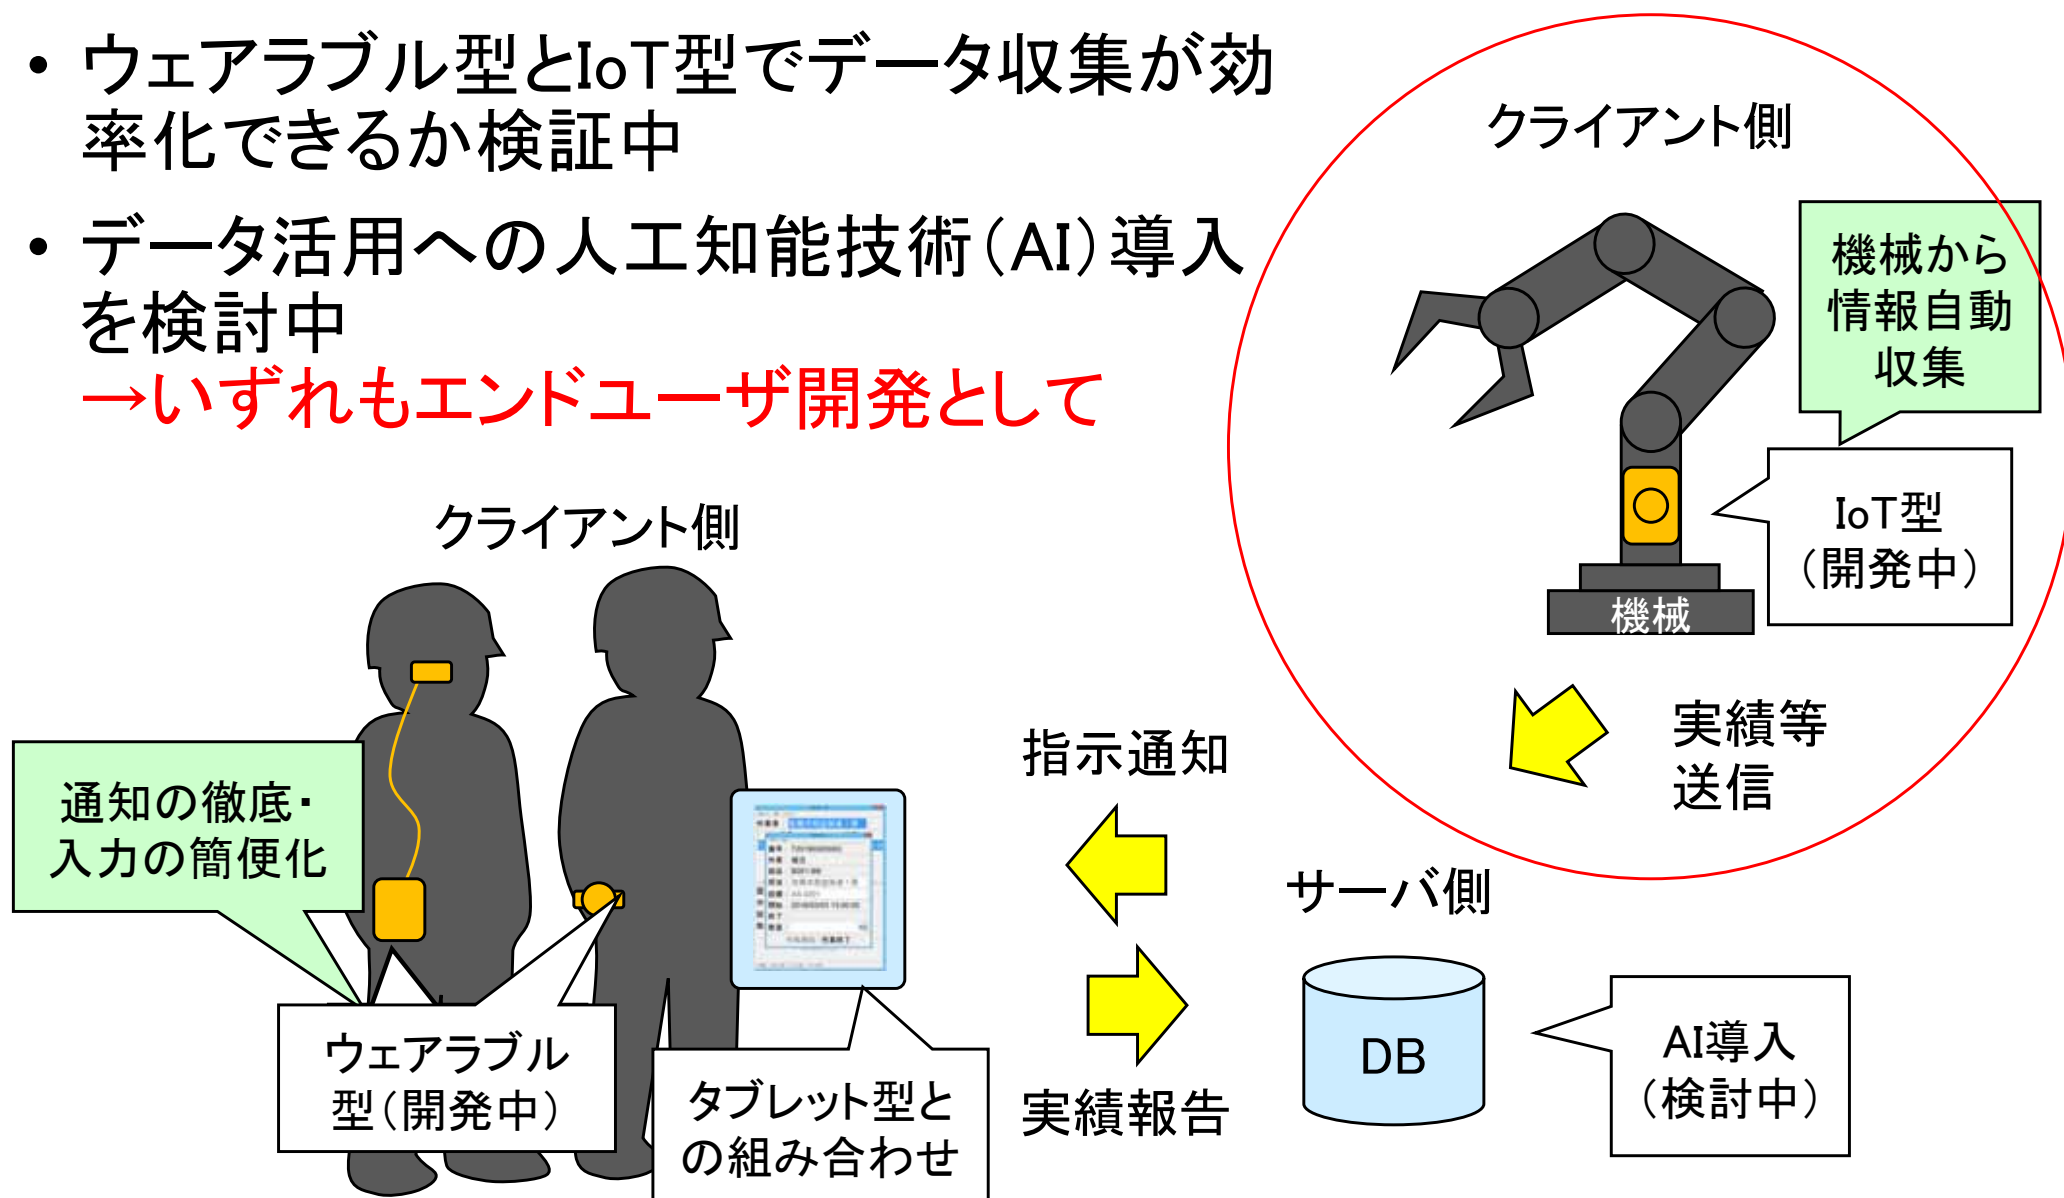 • ウェアラブル型とIoT型でデータ収集が効
率化できるか検証中
• データ活用への人工知能技術（AI）導入
を検討中
→いずれもエンドユーザ開発として
クライアント側
機械から
情報自動
収集
IoT型
（開発中）
機械
実績等
送信
クライアント側
通知の徹底・
入力の簡便化
ウェアラブル
型（開発中）
タブレット型と
の組み合わせ
指示通知
実績報告
サーバ側
DB
AI導入
（検討中）